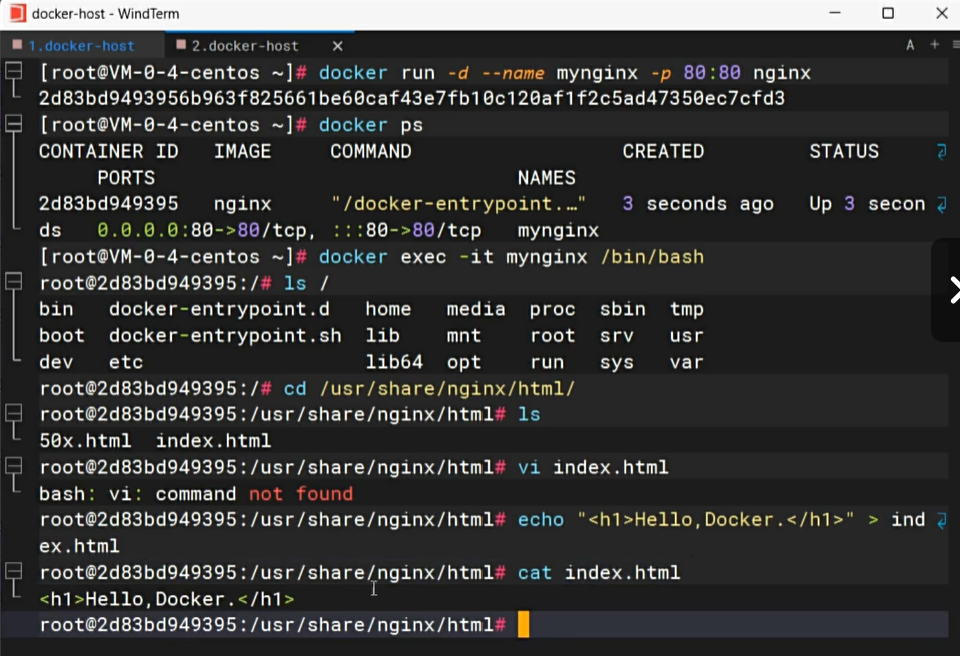 docker-host - WindTerm
1.docker-host 2.docker-host A
[root@VM-0-4-centos ~]# docker run -d --name mynginx -p 80:80 nginx
2d83bd9493956b963f825661be60caf43e7fb10c120af1f2c5ad47350ec7cfd3
[root@VM-0-4-centos ~]# docker ps
CONTAINER ID   IMAGE     COMMAND                  CREATED         STATUS
     PORTS                               NAMES
2d83bd949395   nginx     "/docker-entrypoint.…"   3 seconds ago   Up 3 secon
ds   0.0.0.0:80->80/tcp, :::80->80/tcp   mynginx
[root@VM-0-4-centos ~]# docker exec -it mynginx /bin/bash
root@2d83bd949395:/# ls /
bin   docker-entrypoint.d   home   media  proc  sbin  tmp
boot  docker-entrypoint.sh  lib    mnt    root  srv   usr
dev   etc                   lib64  opt    run   sys   var
root@2d83bd949395:/# cd /usr/share/nginx/html/
root@2d83bd949395:/usr/share/nginx/html# ls
50x.html  index.html
root@2d83bd949395:/usr/share/nginx/html# vi index.html
bash: vi: command not found
root@2d83bd949395:/usr/share/nginx/html# echo "<h1>Hello,Docker.</h1>" > ind
ex.html
root@2d83bd949395:/usr/share/nginx/html# cat index.html
<h1>Hello,Docker.</h1>
root@2d83bd949395:/usr/share/nginx/html#